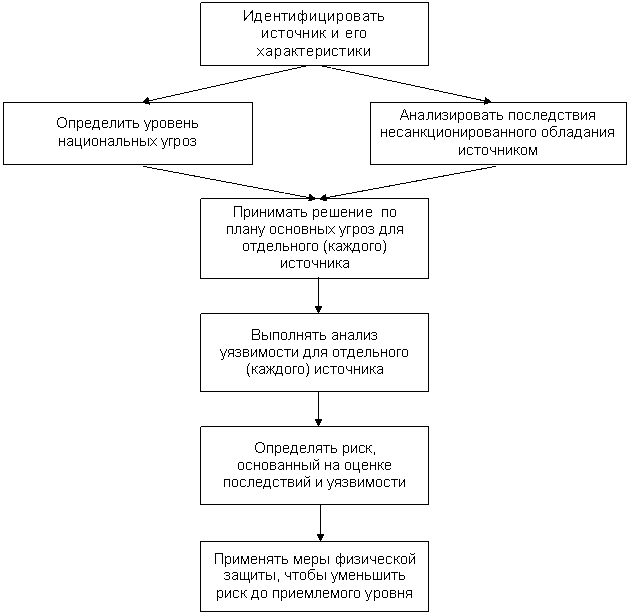 Идентифицировать
источник и его
характеристики
Определить уровень
национальных угроз
Анализировать последствия
несанкционированного обладания
источником
Принимать решение по
плану основных угроз для
отдельного (каждого)
источника
Выполнять анализ
уязвимости для отдельного
(каждого) источника
Определять риск,
основанный на оценке
последствий и уязвимости
Применять меры физической
защиты, чтобы уменьшить
риск до приемлемого уровня